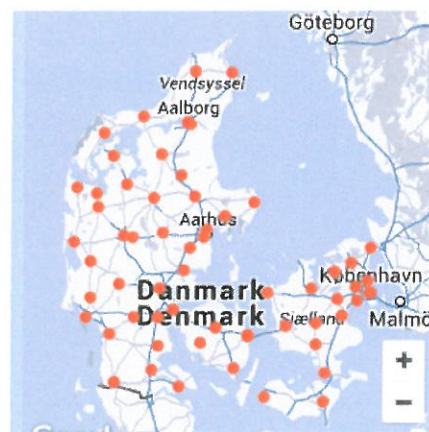 Göteborg
Vendsyssel
Aalborg
Aarhus
København
Danmark
Denmark
Sjælland
Malmö
+
−